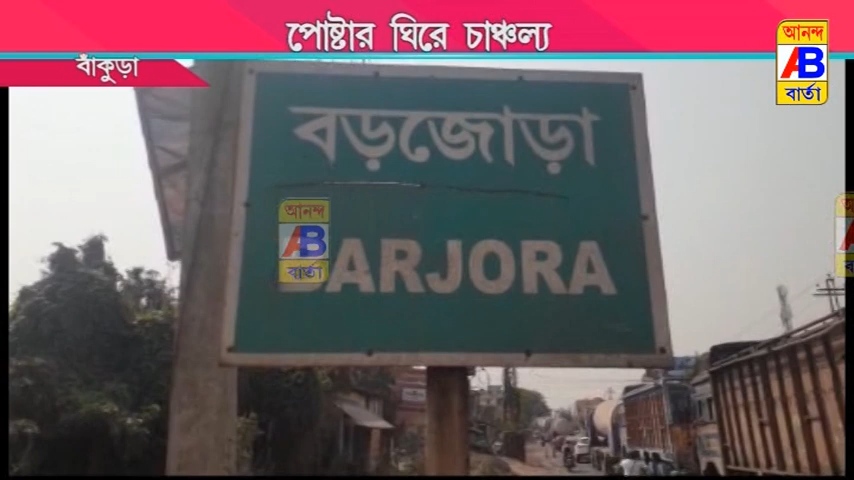 পোষ্টার ঘিরে চাঞ্চল্য
বাঁকুড়া
আনন্দ
AB
বার্তা
বড়জোড়া
আনন্দ
AB
বার্তা
BARJORA